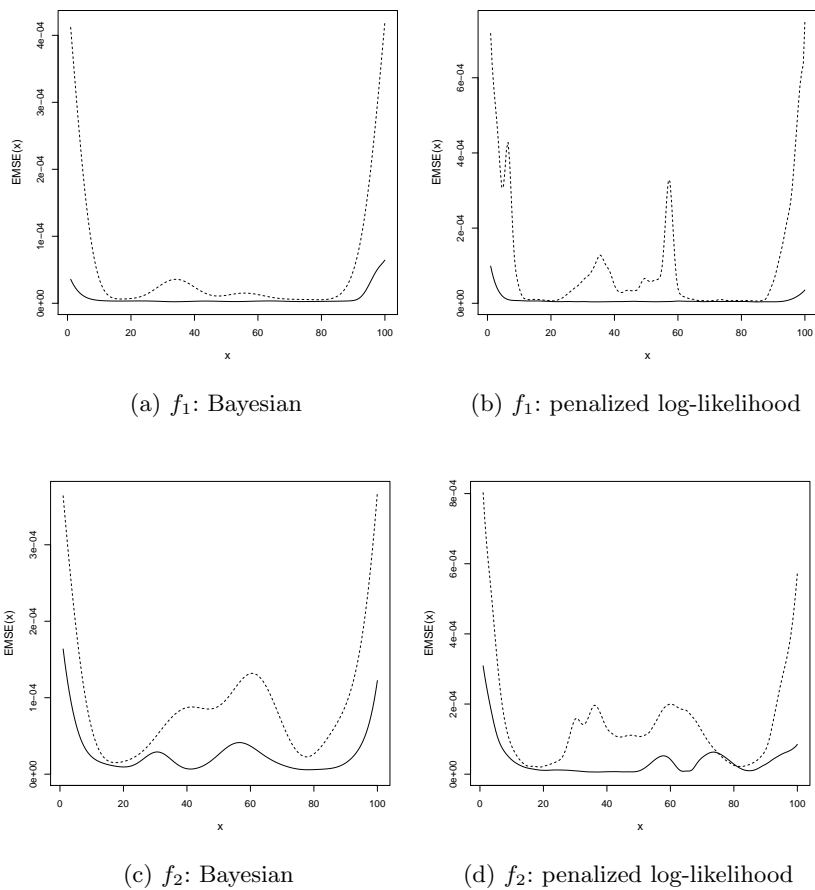 4e−04
3e−04
2e−04
1e−04
0e+00
EMSE(x)
0 20 40 60 80 100
x
(a) f₁: Bayesian
6e−04
4e−04
2e−04
0e+00
EMSE(x)
0 20 40 60 80 100
x
(b) f₁: penalized log-likelihood
3e−04
2e−04
1e−04
0e+00
EMSE(x)
0 20 40 60 80 100
x
(c) f₂: Bayesian
8e−04
6e−04
4e−04
2e−04
0e+00
EMSE(x)
0 20 40 60 80 100
x
(d) f₂: penalized log-likelihood